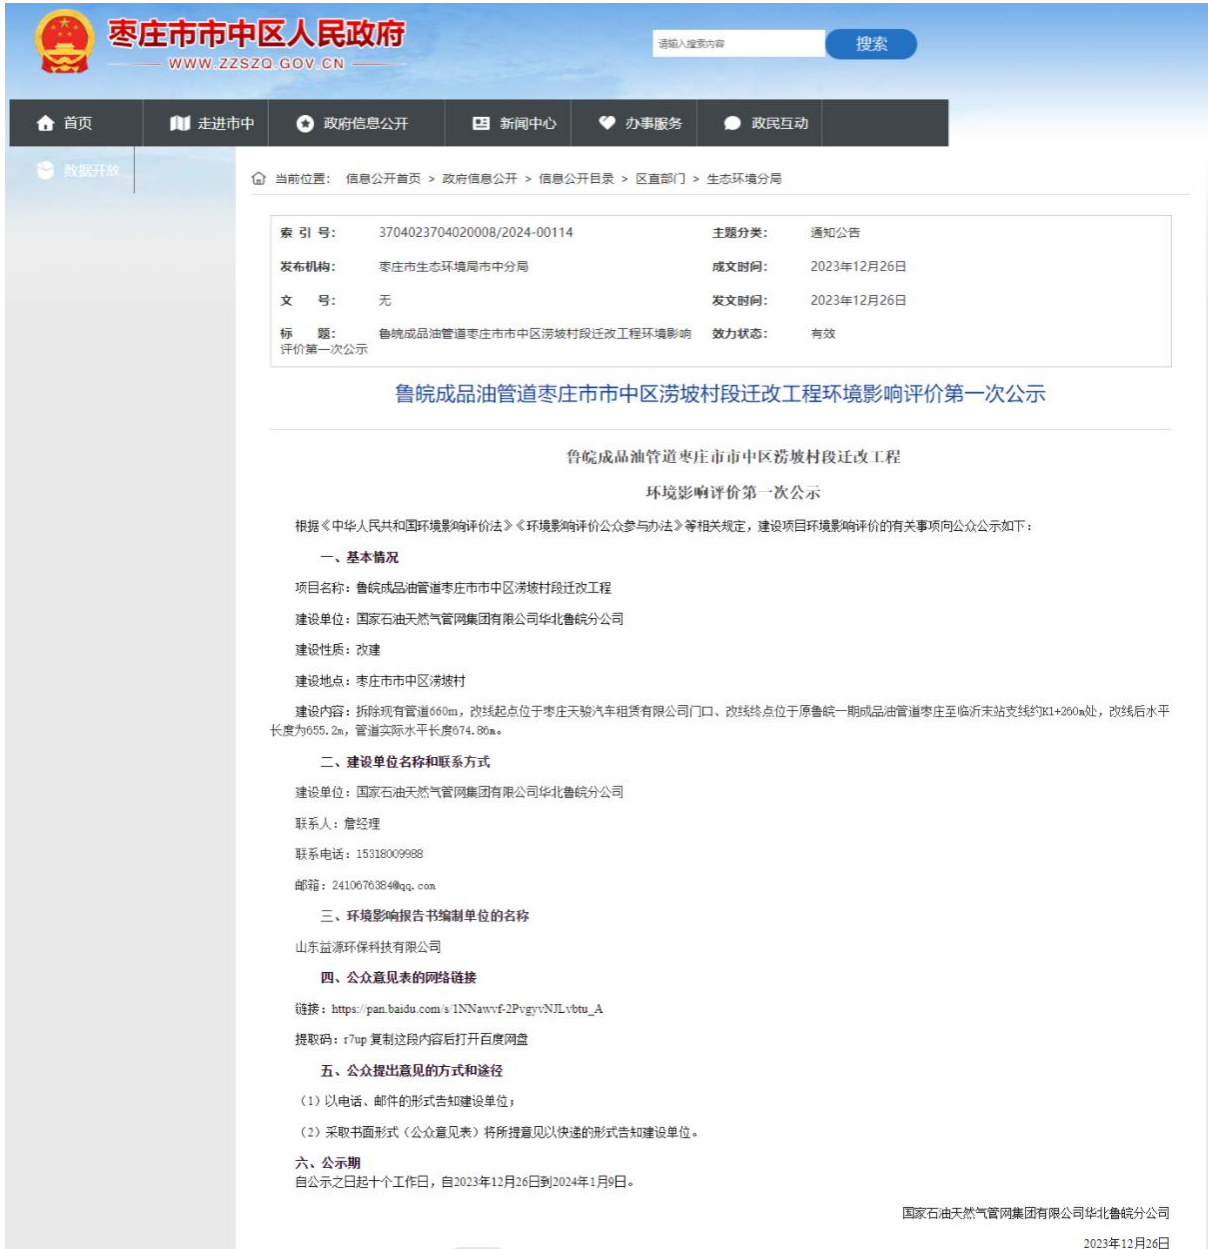 枣庄市市中区人民政府
WWW.ZZSZQ.GOV.CN
请输入搜索内容
搜索
首页 走进市中 政府信息公开 新闻中心 办事服务 政民互动
数据开放
当前位置： 信息公开首页 > 政府信息公开 > 信息公开目录 > 区直部门 > 生态环境分局
索 引 号： 3704023704020008/2024-00114 主题分类： 通知公告
发布机构： 枣庄市生态环境局市中分局 成文时间： 2023年12月26日
文 号： 无 发文时间： 2023年12月26日
标 题： 鲁皖成品油管道枣庄市市中区涝坡村段迁改工程环境影响 效力状态： 有效
评价第一次公示
鲁皖成品油管道枣庄市市中区涝坡村段迁改工程环境影响评价第一次公示
鲁皖成品油管道枣庄市市中区涝坡村段迁改工程
环境影响评价第一次公示
根据《中华人民共和国环境影响评价法》《环境影响评价公众参与办法》等相关规定，建设项目环境影响评价的有关事项向公众公示如下：
一、基本情况
项目名称：鲁皖成品油管道枣庄市市中区涝坡村段迁改工程
建设单位：国家石油天然气管网集团有限公司华北鲁皖分公司
建设性质：改建
建设地点：枣庄市市中区涝坡村
建设内容：拆除现有管道660m，改线起点位于枣庄天骏汽车租赁有限公司门口、改线终点位于原鲁皖一期成品油管道枣庄至临沂末站支线约K1+260m处，改线后水平
长度为655.2m，管道实际水平长度674.86m。
二、建设单位名称和联系方式
建设单位：国家石油天然气管网集团有限公司华北鲁皖分公司
联系人：詹经理
联系电话：15318009988
邮箱：2410676384@qq.com
三、环境影响报告书编制单位的名称
山东益源环保科技有限公司
四、公众意见表的网络链接
链接：https://pan.baidu.com/s/1NNawvf-2PvgyvNJLvbtu_A
提取码：r7up 复制这段内容后打开百度网盘
五、公众提出意见的方式和途径
（1）以电话、邮件的形式告知建设单位；
（2）采取书面形式（公众意见表）将所提意见以快递的形式告知建设单位。
六、公示期
自公示之日起十个工作日，自2023年12月26日到2024年1月9日。
国家石油天然气管网集团有限公司华北鲁皖分公司
2023年12月26日